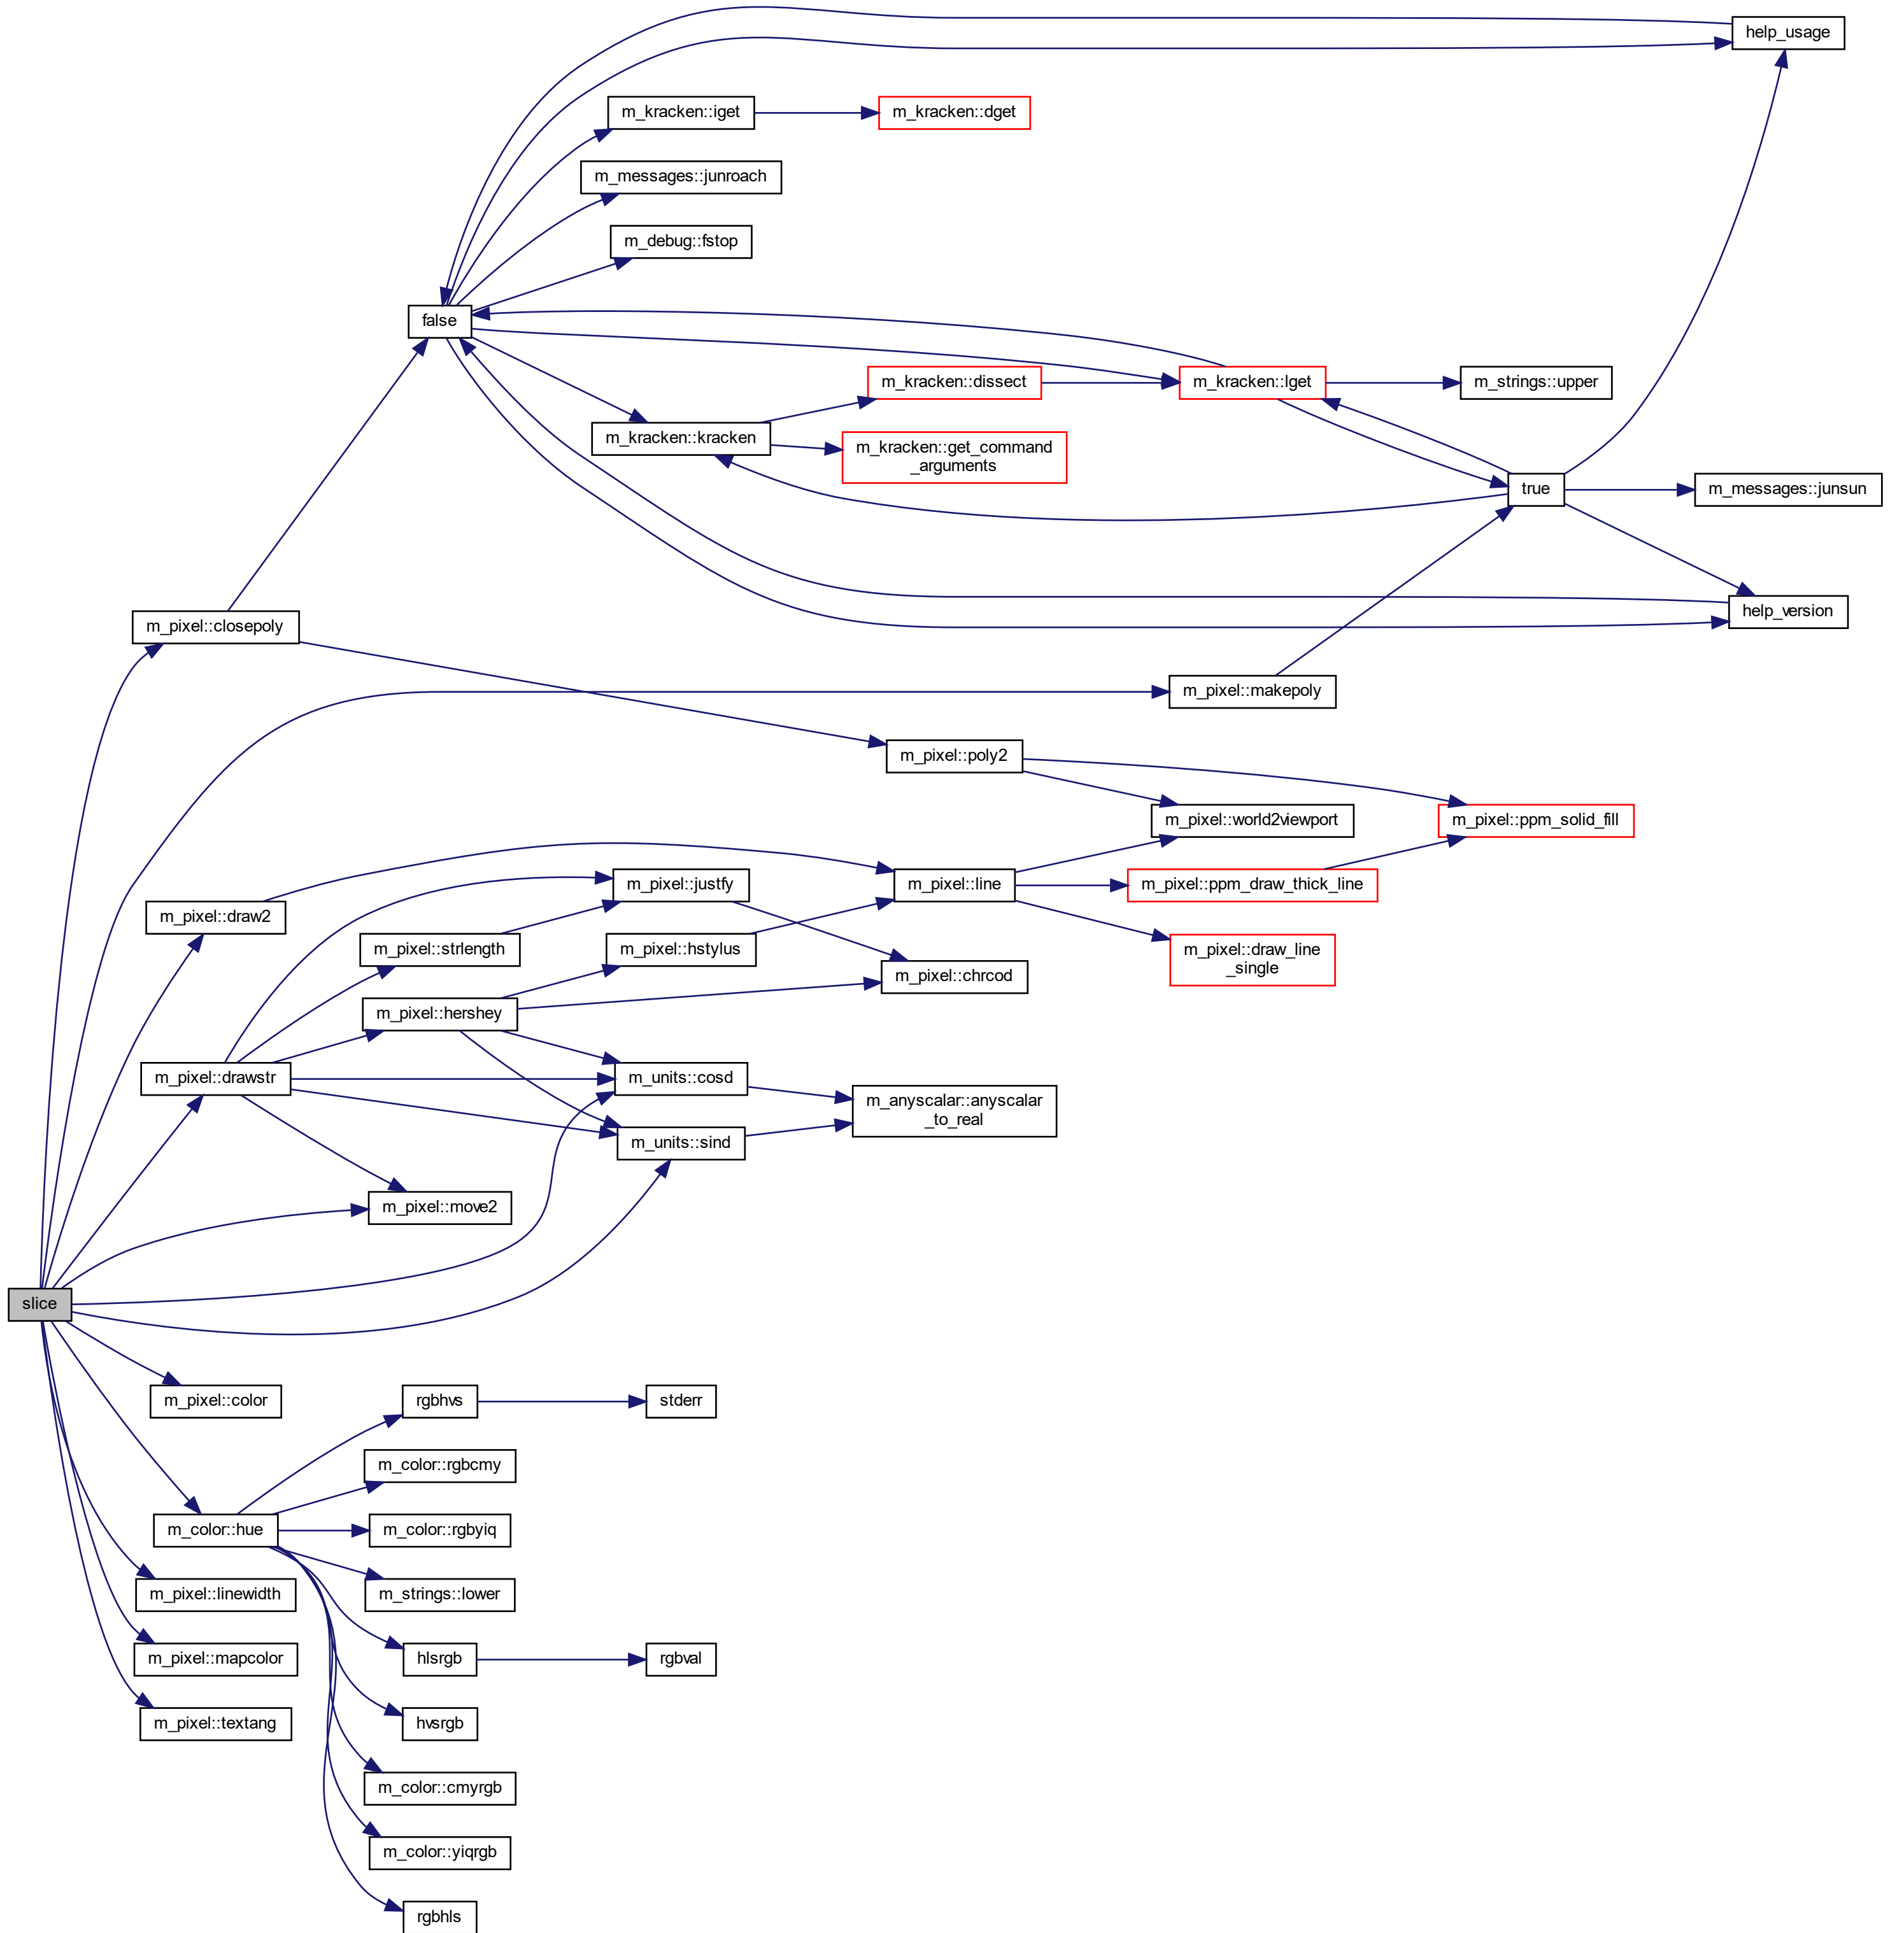 help_usage
m_kracken::iget
m_kracken::dget
m_messages::junroach
m_debug::fstop
false
m_kracken::dissect
m_kracken::lget
m_strings::upper
m_kracken::kracken
m_kracken::get_command
_arguments
true
m_messages::junsun
help_version
m_pixel::closepoly
m_pixel::makepoly
m_pixel::poly2
m_pixel::world2viewport
m_pixel::ppm_solid_fill
m_pixel::justfy
m_pixel::line
m_pixel::ppm_draw_thick_line
m_pixel::draw2
m_pixel::strlength
m_pixel::hstylus
m_pixel::draw_line
_single
m_pixel::chrcod
m_pixel::hershey
m_pixel::drawstr
m_units::cosd
m_anyscalar::anyscalar
_to_real
m_units::sind
m_pixel::move2
slice
m_pixel::color
rgbhvs
stderr
m_color::rgbcmy
m_color::hue
m_color::rgbyiq
m_pixel::linewidth
m_strings::lower
m_pixel::mapcolor
hlsrgb
rgbval
m_pixel::textang
hvsrgb
m_color::cmyrgb
m_color::yiqrgb
rgbhls